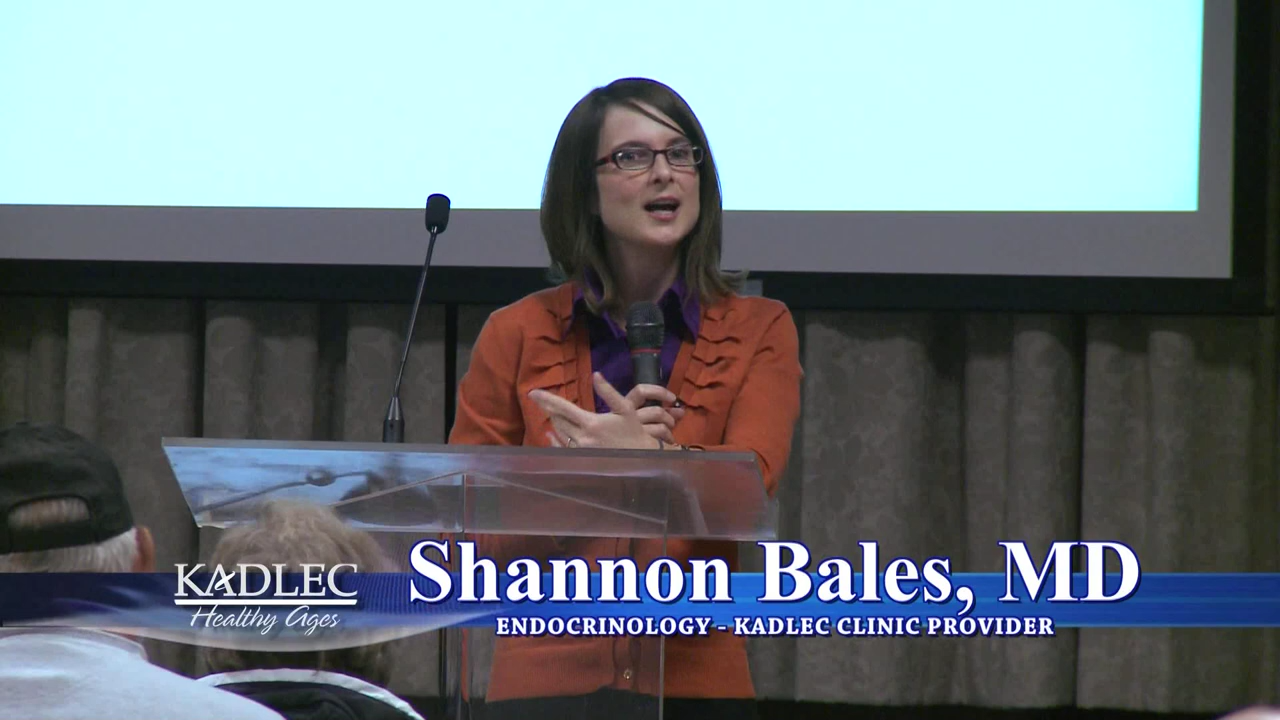 KADLEC
Healthy Ages
Shannon Bales, MD
ENDOCRINOLOGY - KADLEC CLINIC PROVIDER